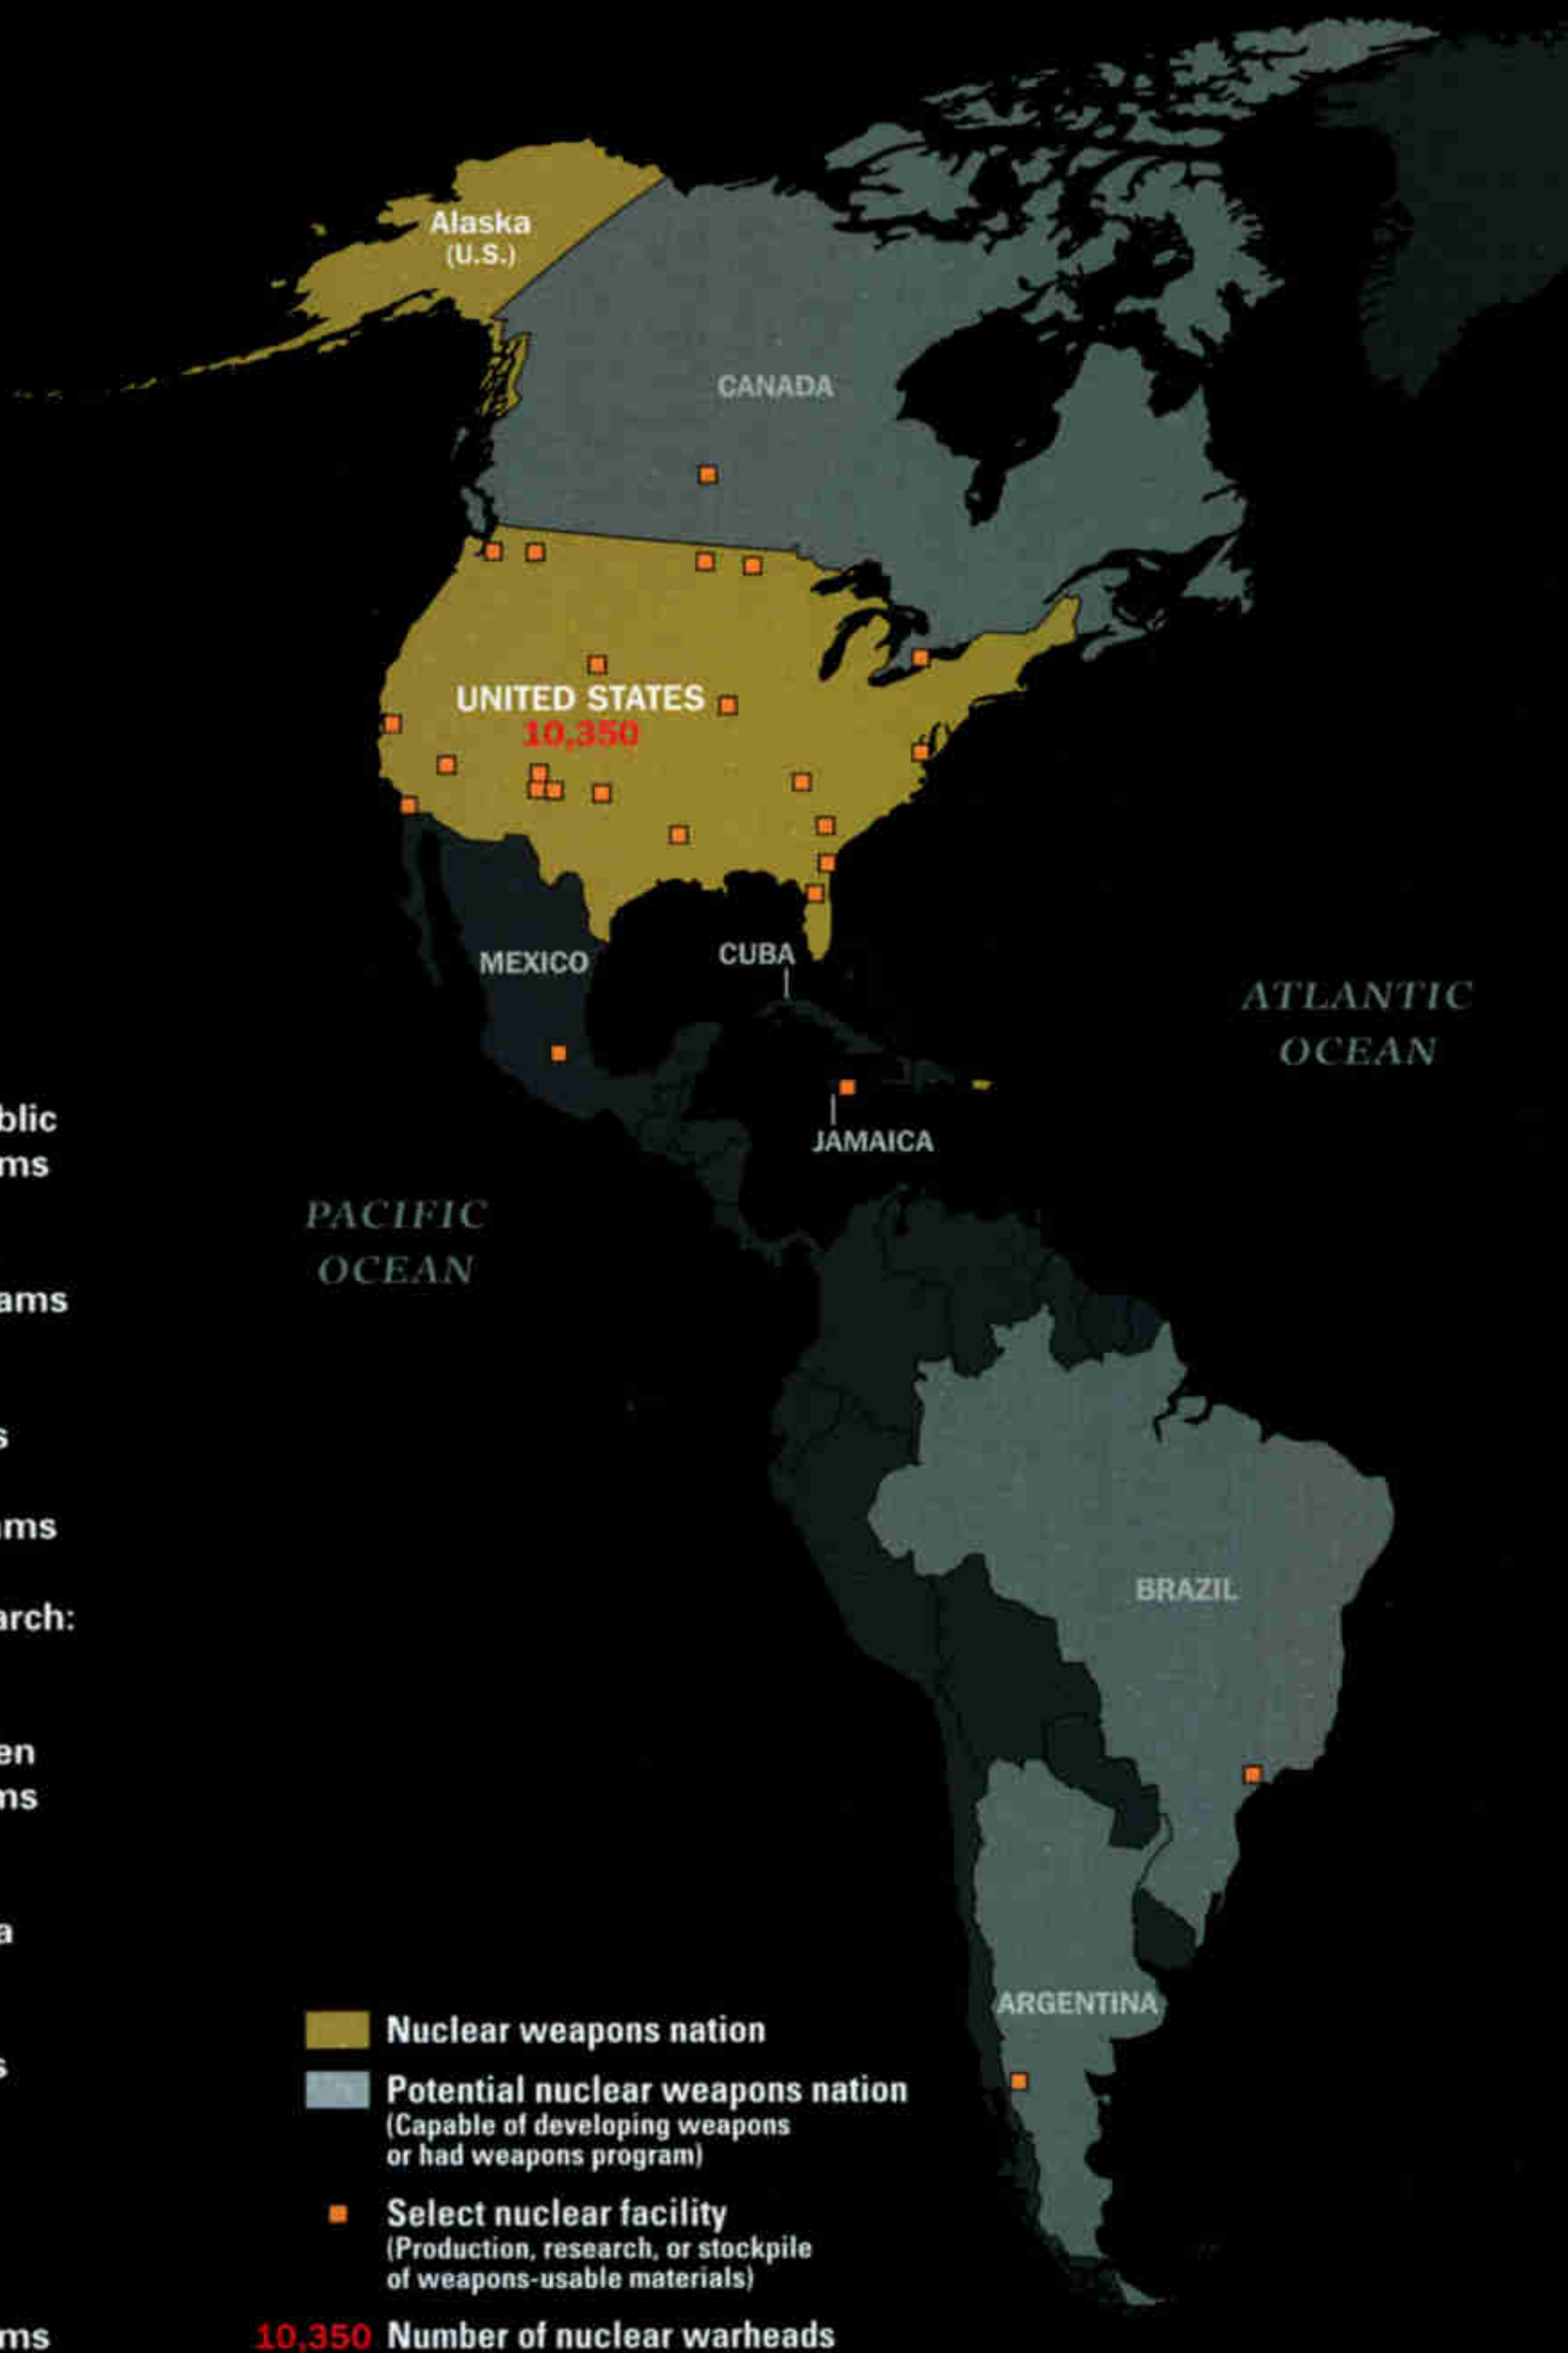 Alaska
(U.S.)
CANADA
UNITED STATES
10,350
MEXICO
CUBA
ATLANTIC
OCEAN
JAMAICA
PACIFIC
OCEAN
BRAZIL
ARGENTINA
blic
ms
ams
s
ams
arch:
en
ms
a
s
ms
Nuclear weapons nation
Potential nuclear weapons nation
(Capable of developing weapons
or had weapons program)
Select nuclear facility
(Production, research, or stockpile
of weapons-usable materials)
10,350 Number of nuclear warheads